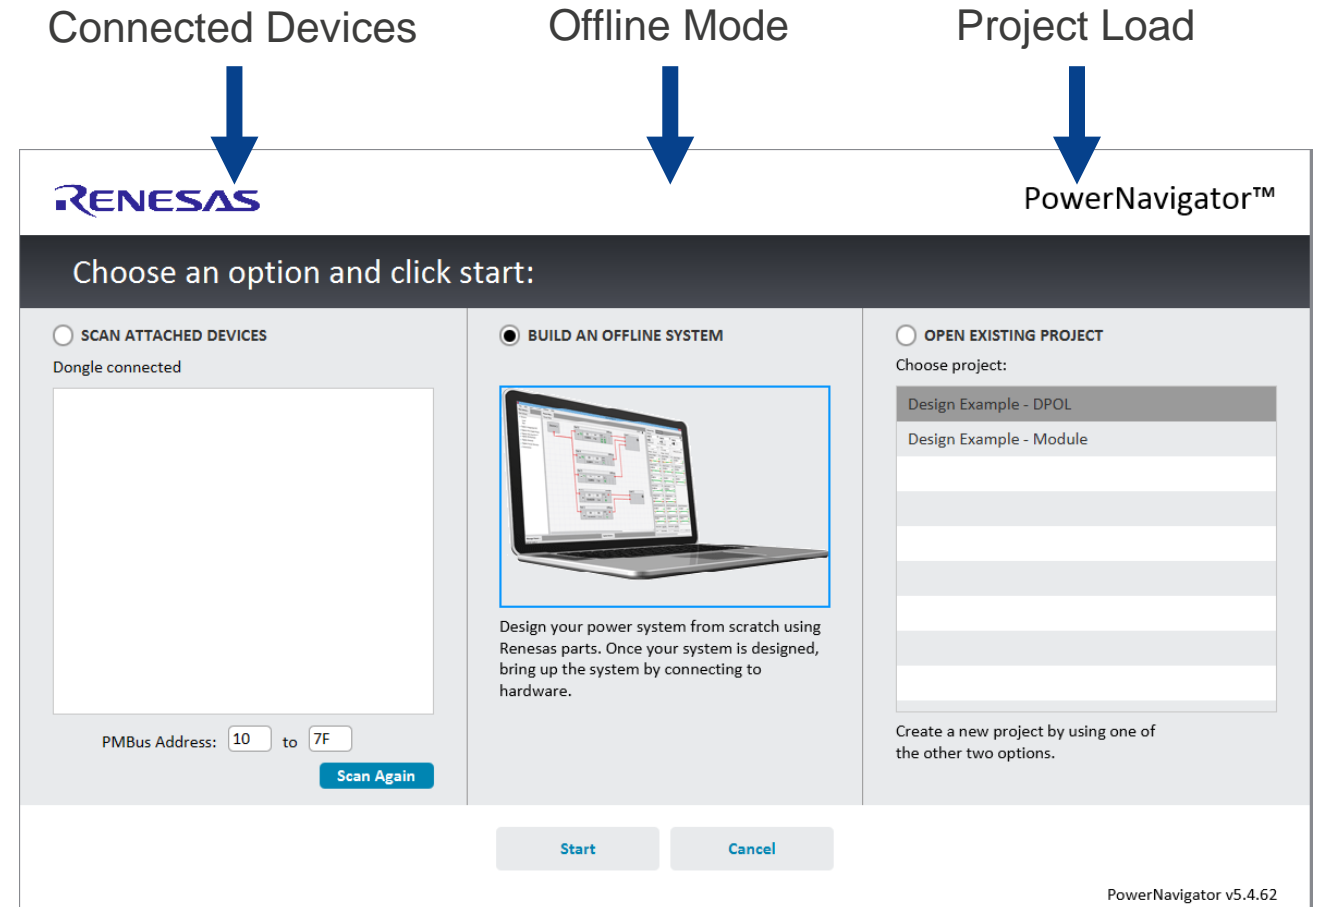 Connected Devices
Offline Mode
Project Load
RENESAS
PowerNavigator™
Choose an option and click start:
SCAN ATTACHED DEVICES
Dongle connected
PMBus Address: 10 to 7F
Scan Again
BUILD AN OFFLINE SYSTEM
Design your power system from scratch using
Renesas parts. Once your system is designed,
bring up the system by connecting to
hardware.
OPEN EXISTING PROJECT
Choose project:
Design Example - DPOL
Design Example - Module
Create a new project by using one of
the other two options.
Start
Cancel
PowerNavigator v5.4.62